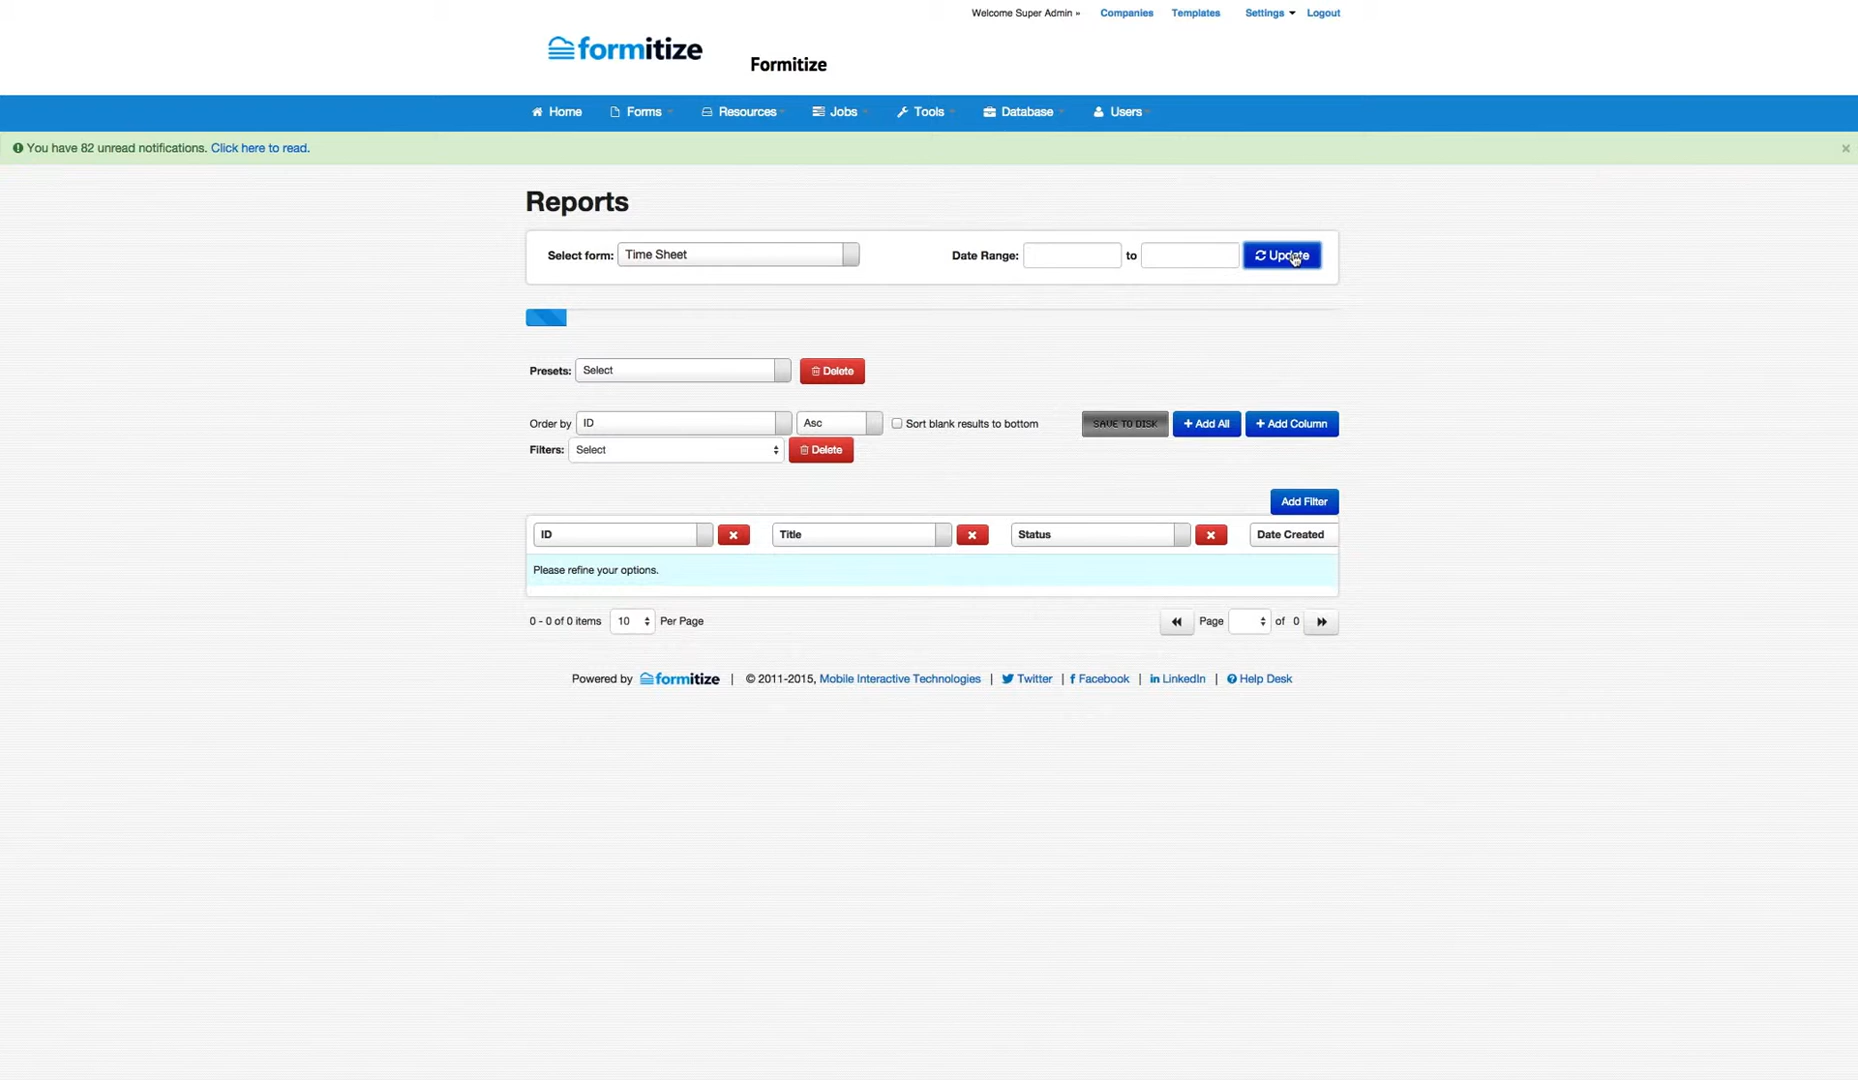 Welcome Super Admin » Companies Templates Settings Logout
formitize
Formitize
Home Forms Resources Jobs Tools Database Users
You have 82 unread notifications. Click here to read. ×
Reports
Select form: Time Sheet Date Range: to Update
Presets: Select Delete
Order by ID Asc Sort blank results to bottom SAVE TO DISK + Add All + Add Column
Filters: Select Delete
Add Filter
ID Title Status Date Created
Please refine your options.
0 - 0 of 0 items 10 Per Page Page of 0
Powered by formitize | © 2011-2015, Mobile Interactive Technologies | Twitter | f Facebook | in LinkedIn | Help Desk